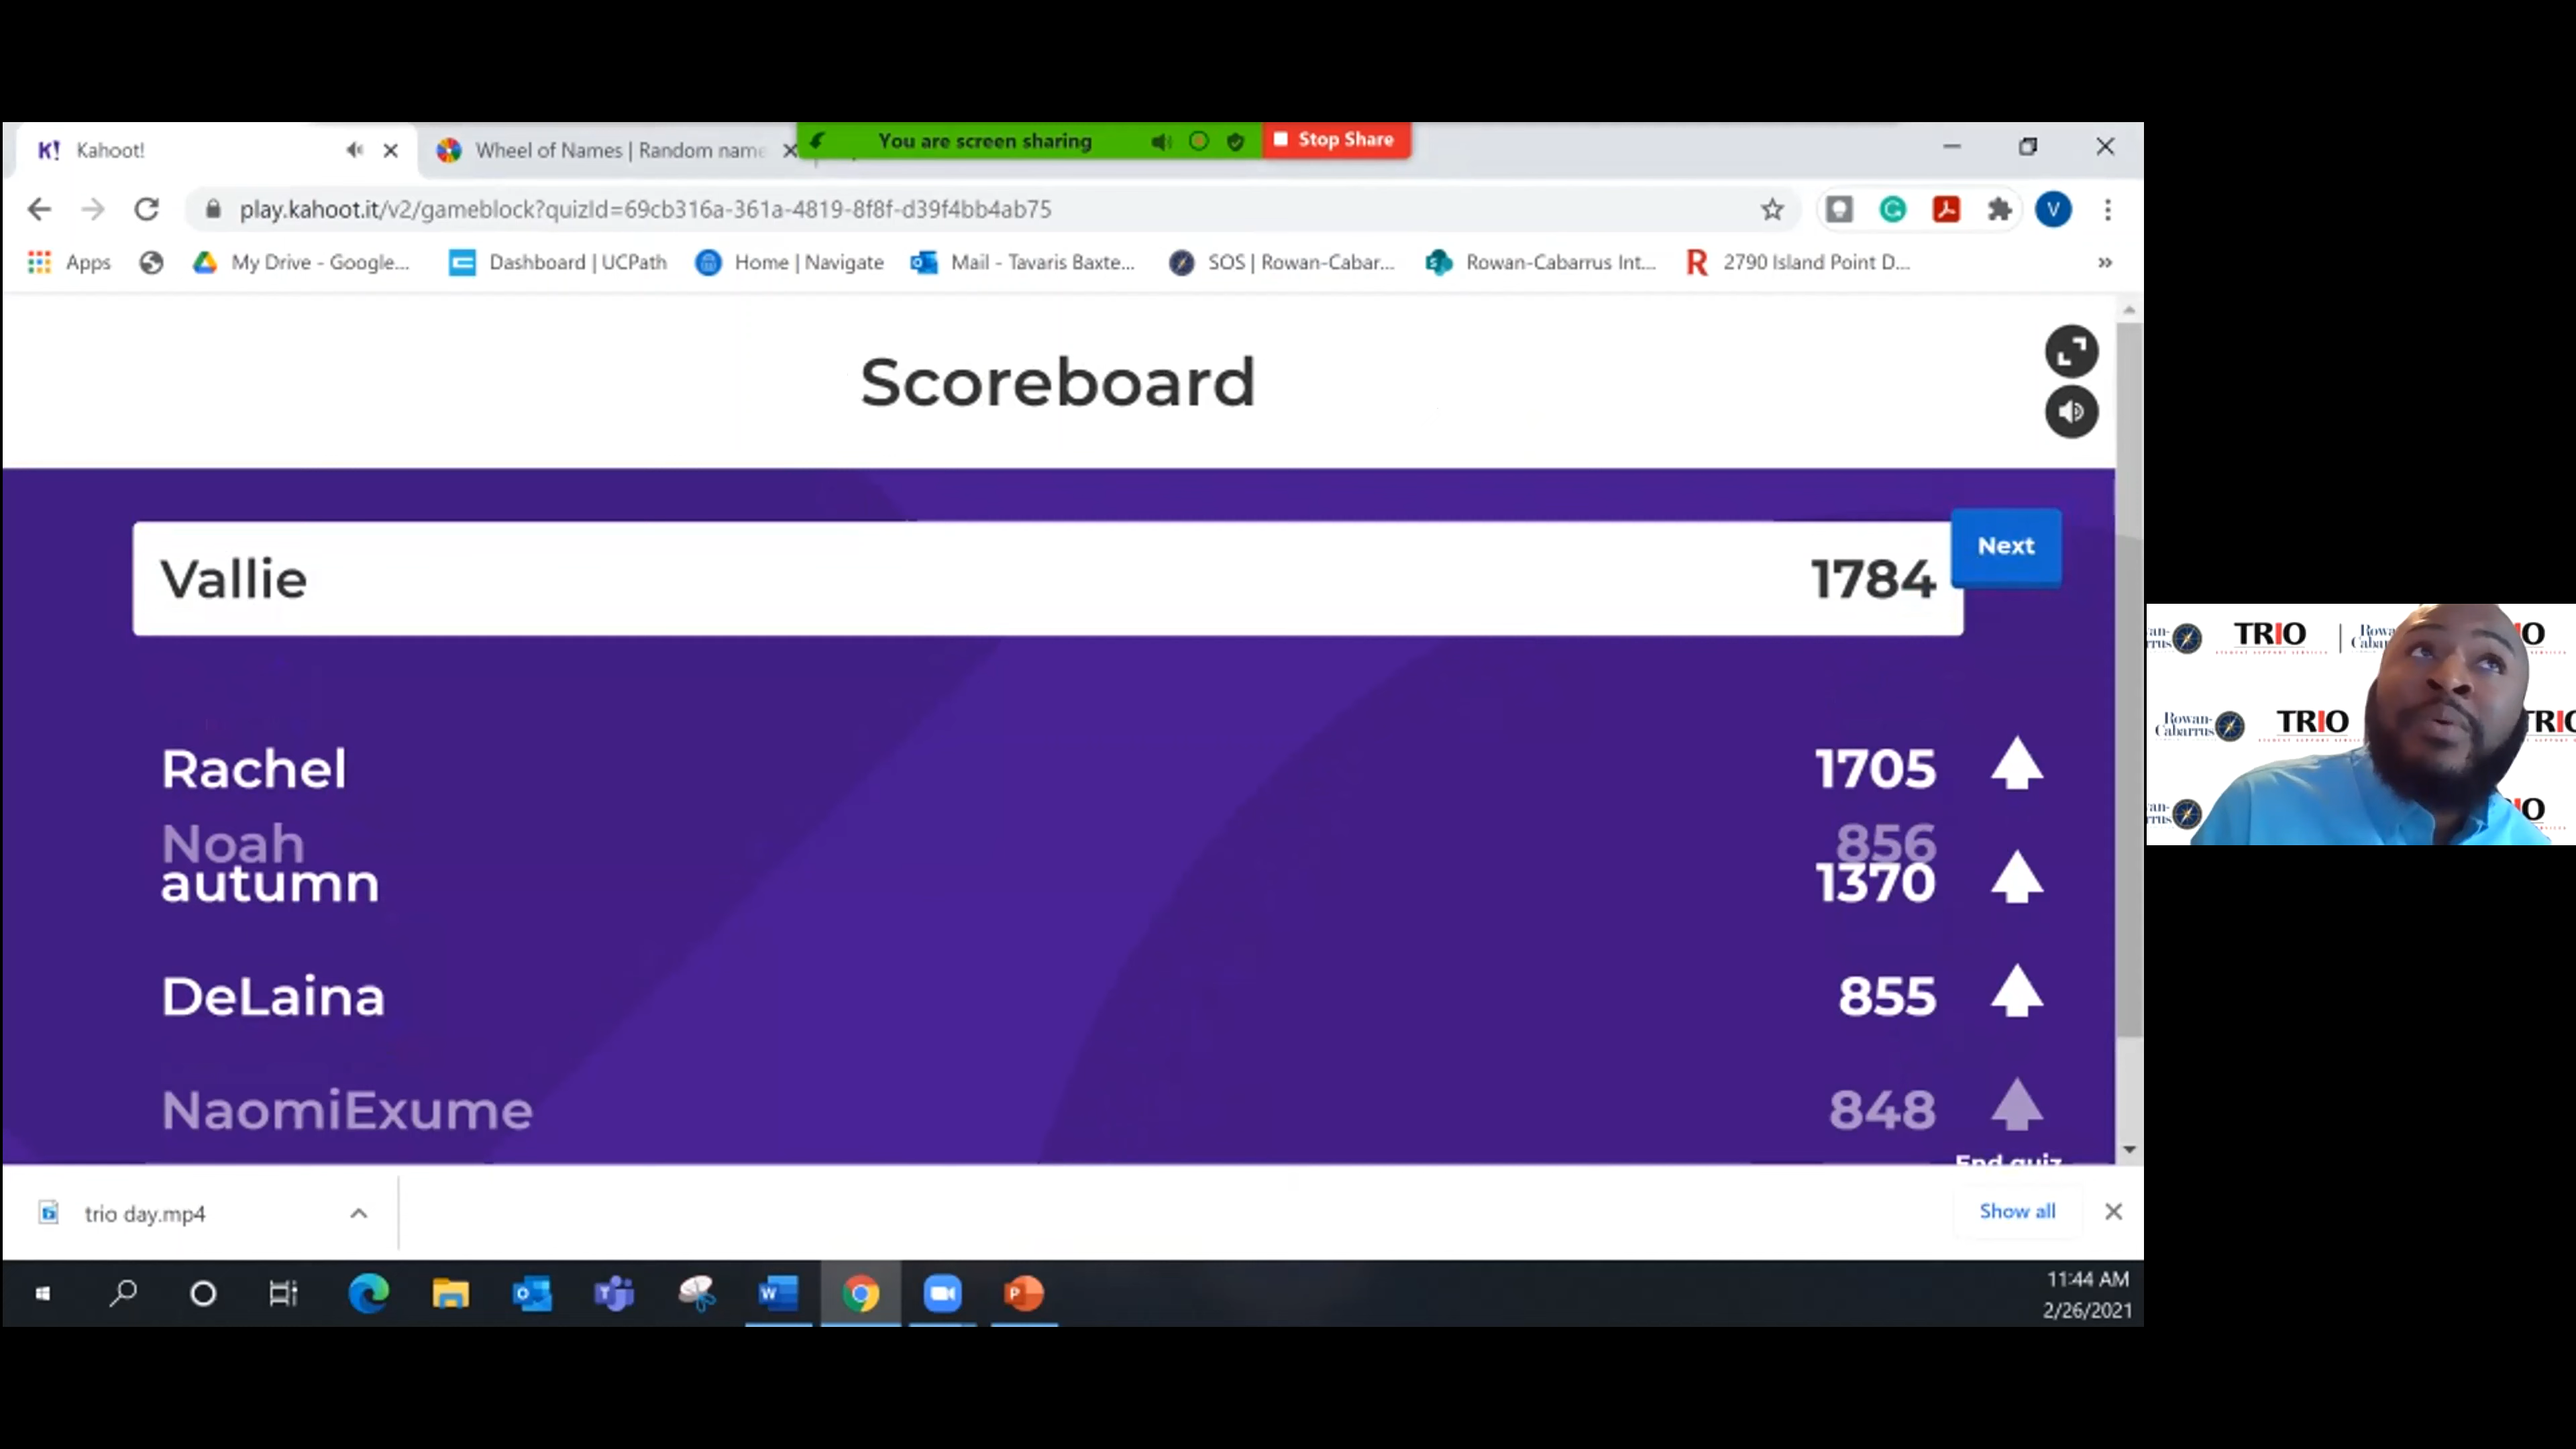 Kahoot!
Wheel of Names | Random name
You are screen sharing
Stop Share
play.kahoot.it/v2/gameblock?quizId=69cb316a-361a-4819-8f8f-d39f4bb4ab75
V
Apps
My Drive - Google...
Dashboard | UCPath
Home | Navigate
Mail - Tavaris Baxte...
SOS | Rowan-Cabar...
Rowan-Cabarrus Int...
2790 Island Point D...
Scoreboard
Next
Vallie 1784
Rachel 1705
Noah 856
autumn 1370
DeLaina 855
NaomiExume 848
End quiz
trio day.mp4
Show all
11:44 AM
2/26/2021
TRIO
Rowan-
Cabarrus
TRIO